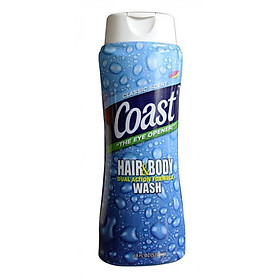 CLASSIC SCENT
Coast
"THE EYE OPENER"
HAIR & BODY
DUAL ACTION FORMULA
WASH